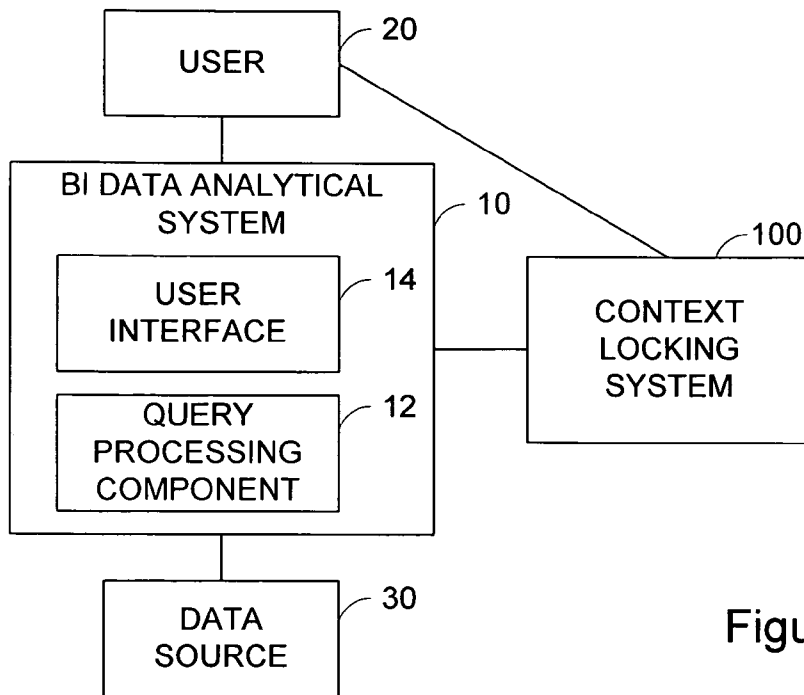 20
USER
BI DATA ANALYTICAL
SYSTEM
10
100
USER
INTERFACE
14
CONTEXT
LOCKING
SYSTEM
QUERY
PROCESSING
COMPONENT
12
DATA
SOURCE
30